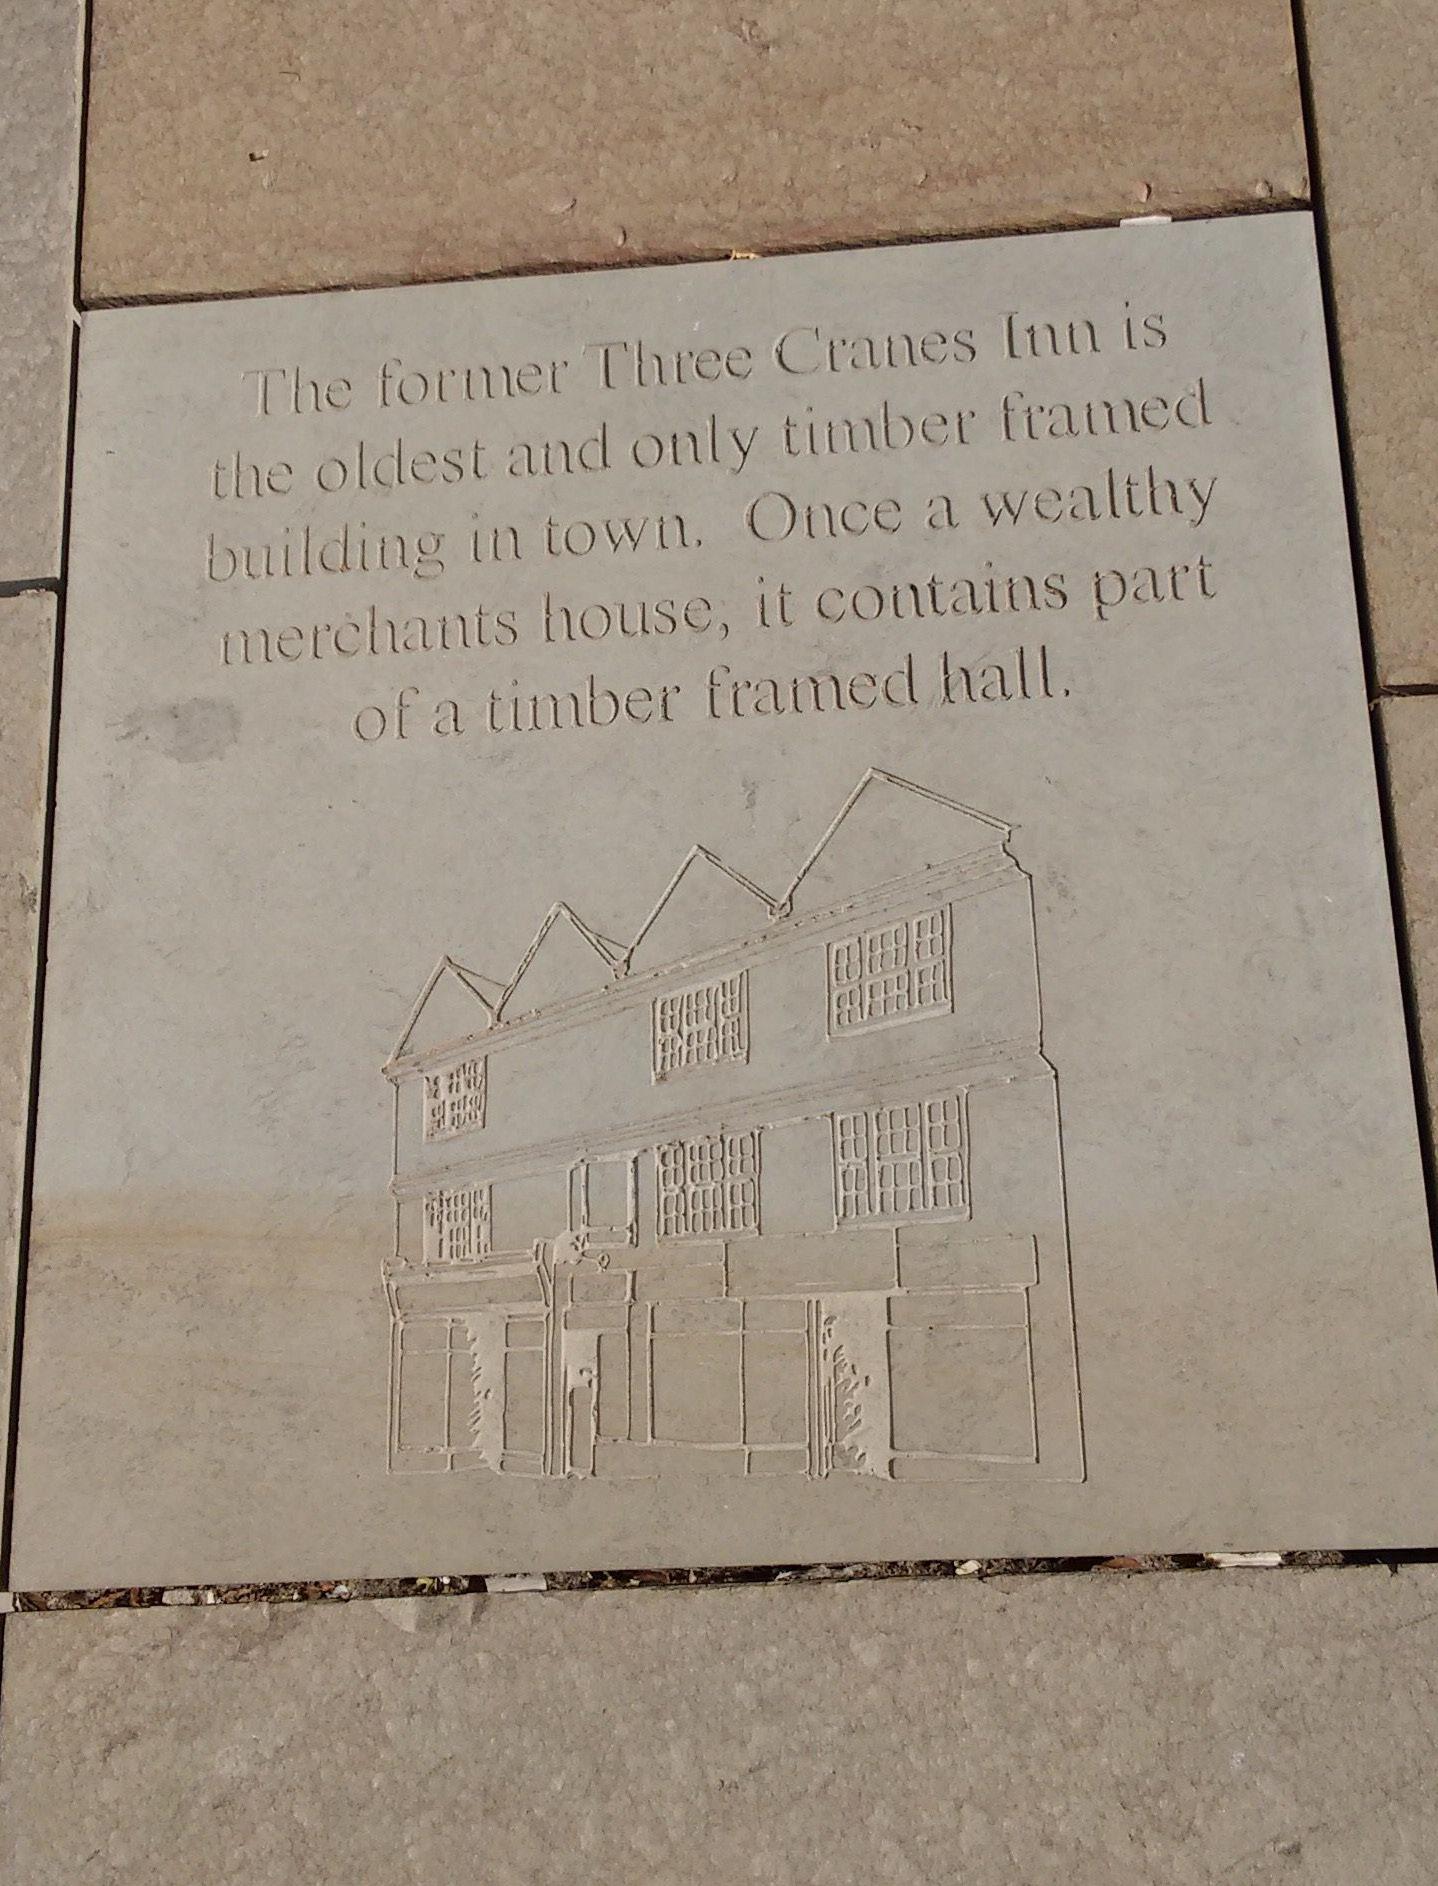 The former Three Cranes Inn is
the oldest and only timber framed
building in town. Once a wealthy
merchants house, it contains part
of a timber framed hall.